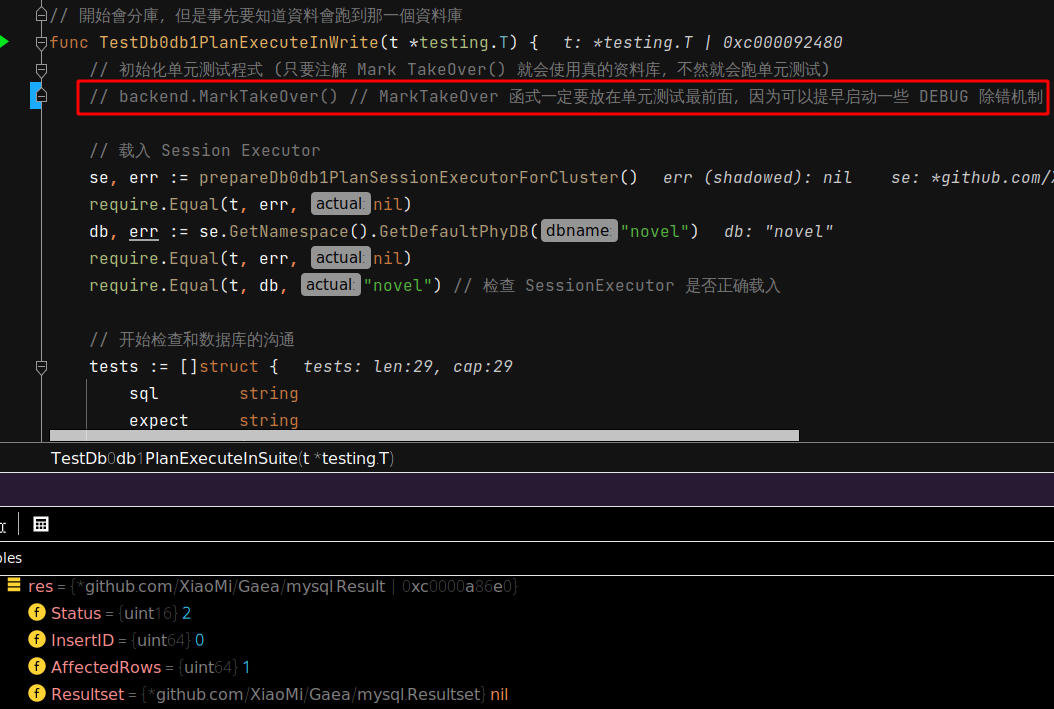 // 開始會分庫，但是事先要知道資料會跑到那一個資料庫
func TestDb0db1PlanExecuteInWrite(t *testing.T) {   t: *testing.T | 0xc000092480
// 初始化单元测试程式 (只要注解 Mark TakeOver() 就会使用真的资料库，不然就会跑单元测试)
// backend.MarkTakeOver() // MarkTakeOver 函式一定要放在单元测试最前面，因为可以提早启动一些 DEBUG 除错机制
// 载入 Session Executor
se, err := prepareDb0db1PlanSessionExecutorForCluster()   err (shadowed): nil   se: *github.com/
require.Equal(t, err, actual: nil)
db, err := se.GetNamespace().GetDefaultPhyDB( dbname: "novel")   db: "novel"
require.Equal(t, err, actual: nil)
require.Equal(t, db, actual: "novel") // 检查 SessionExecutor 是否正确载入
// 开始检查和数据库的沟通
tests := []struct {   tests: len:29, cap:29
sql string
expect string
TestDb0db1PlanExecuteInSuite(t *testing.T)
bles
res = {*github.com/XiaoMi/Gaea/mysql.Result | 0xc0000a86e0}
f Status = {uint16} 2
f InsertID = {uint64} 0
f AffectedRows = {uint64} 1
f Resultset = {*github.com/XiaoMi/Gaea/mysql.Resultset} nil